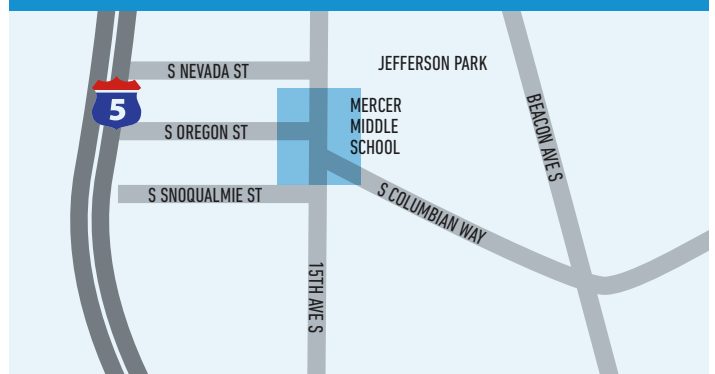 S NEVADA ST
JEFFERSON PARK
5
MERCER
MIDDLE
SCHOOL
BEACON AVE S
S OREGON ST
S SNOQUALMIE ST
S COLUMBIAN WAY
15TH AVE S